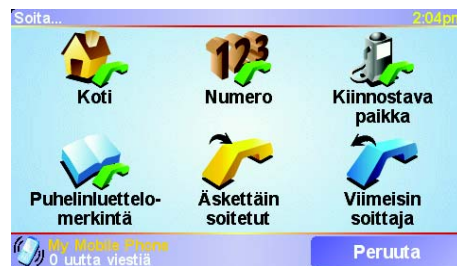 Soita... 2:04pm
Koti Numero Kiinnostava
paikka
Puhelinluettelo-
merkintä
Äskettäin
soitetut
Viimeisin
soittaja
My Mobile Phone
0 uutta viestiä
Peruuta